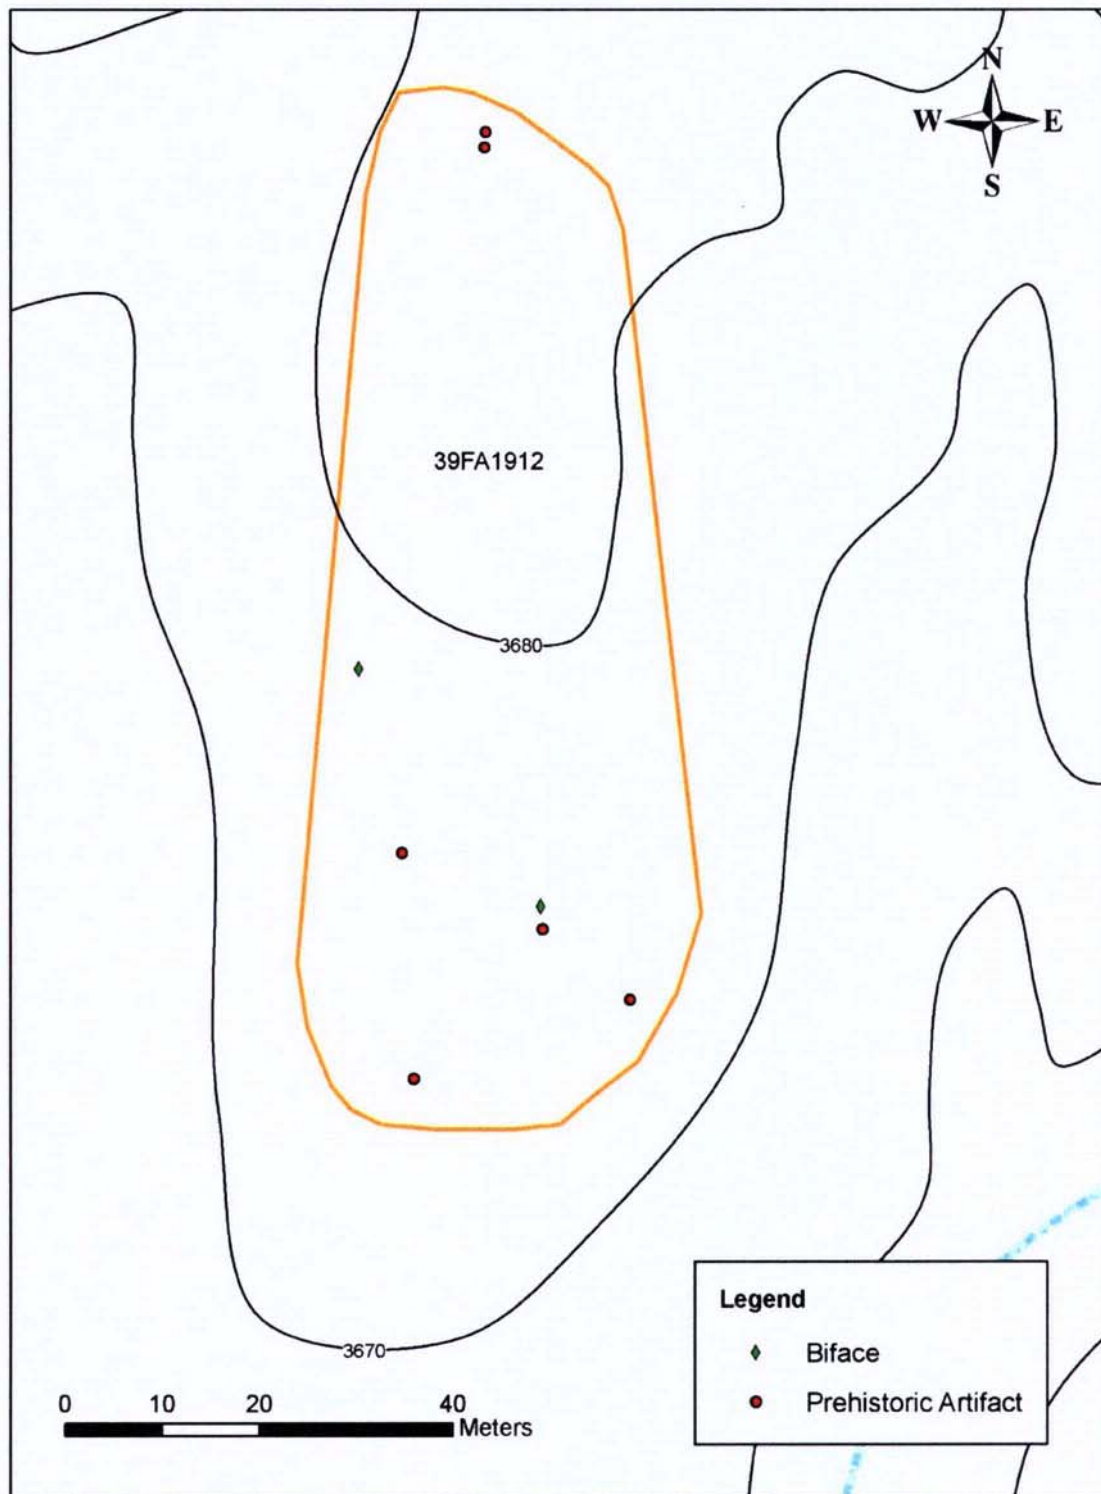 N
W E
S
39FA1912
3680
3670
Legend
Biface
Prehistoric Artifact
0 10 20 40
Meters